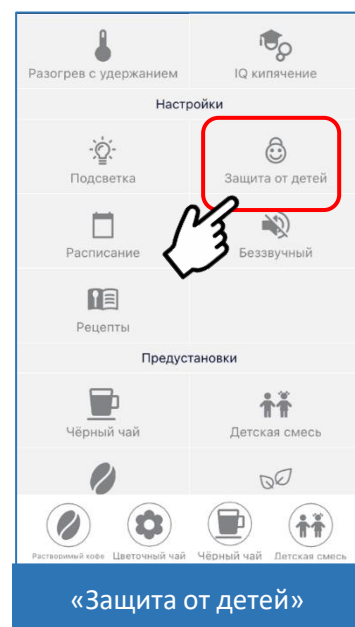 Разогрев с удержанием
IQ кипячение
Настройки
Подсветка
Защита от детей
Расписание
Беззвучный
Рецепты
Предустановки
Чёрный чай
Детская смесь
Растворимый кофе
Цветочный чай
Чёрный чай
Детская смесь
«Защита от детей»